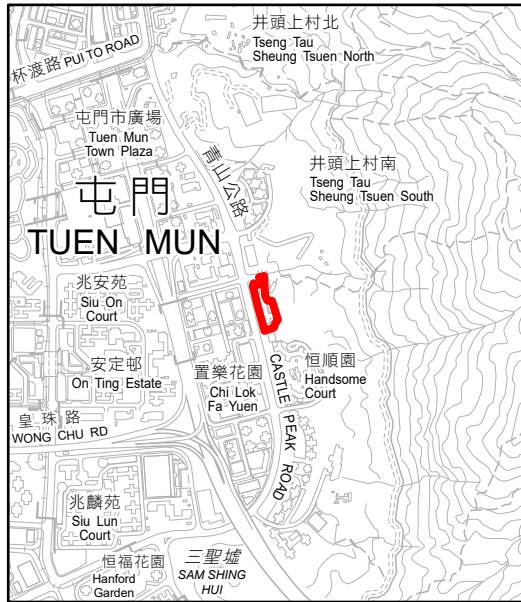 井頭上村北
Tseng Tau
Sheung Tsuen North
杯渡路 PUI TO ROAD
屯門市廣場
Tuen Mun
Town Plaza
青山公路
井頭上村南
Tseng Tau
Sheung Tsuen South
屯門
TUEN MUN
兆安苑
Siu On
Court
安定邨
On Ting Estate
置樂花園
Chi Lok
Fa Yuen
恒順園
Handsome
Court
CASTLE PEAK ROAD
皇珠路
WONG CHU RD
兆麟苑
Siu Lun
Court
三聖墟
SAM SHING
HUI
恒福花園
Hanford
Garden